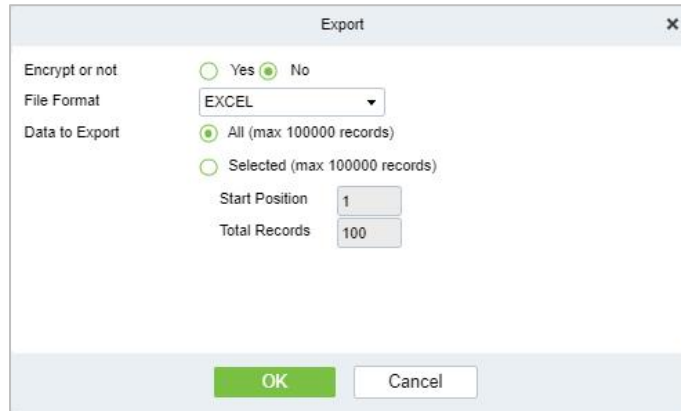 Export
Encrypt or not Yes No
File Format EXCEL
Data to Export All (max 100000 records)
Selected (max 100000 records)
Start Position 1
Total Records 100
OK Cancel